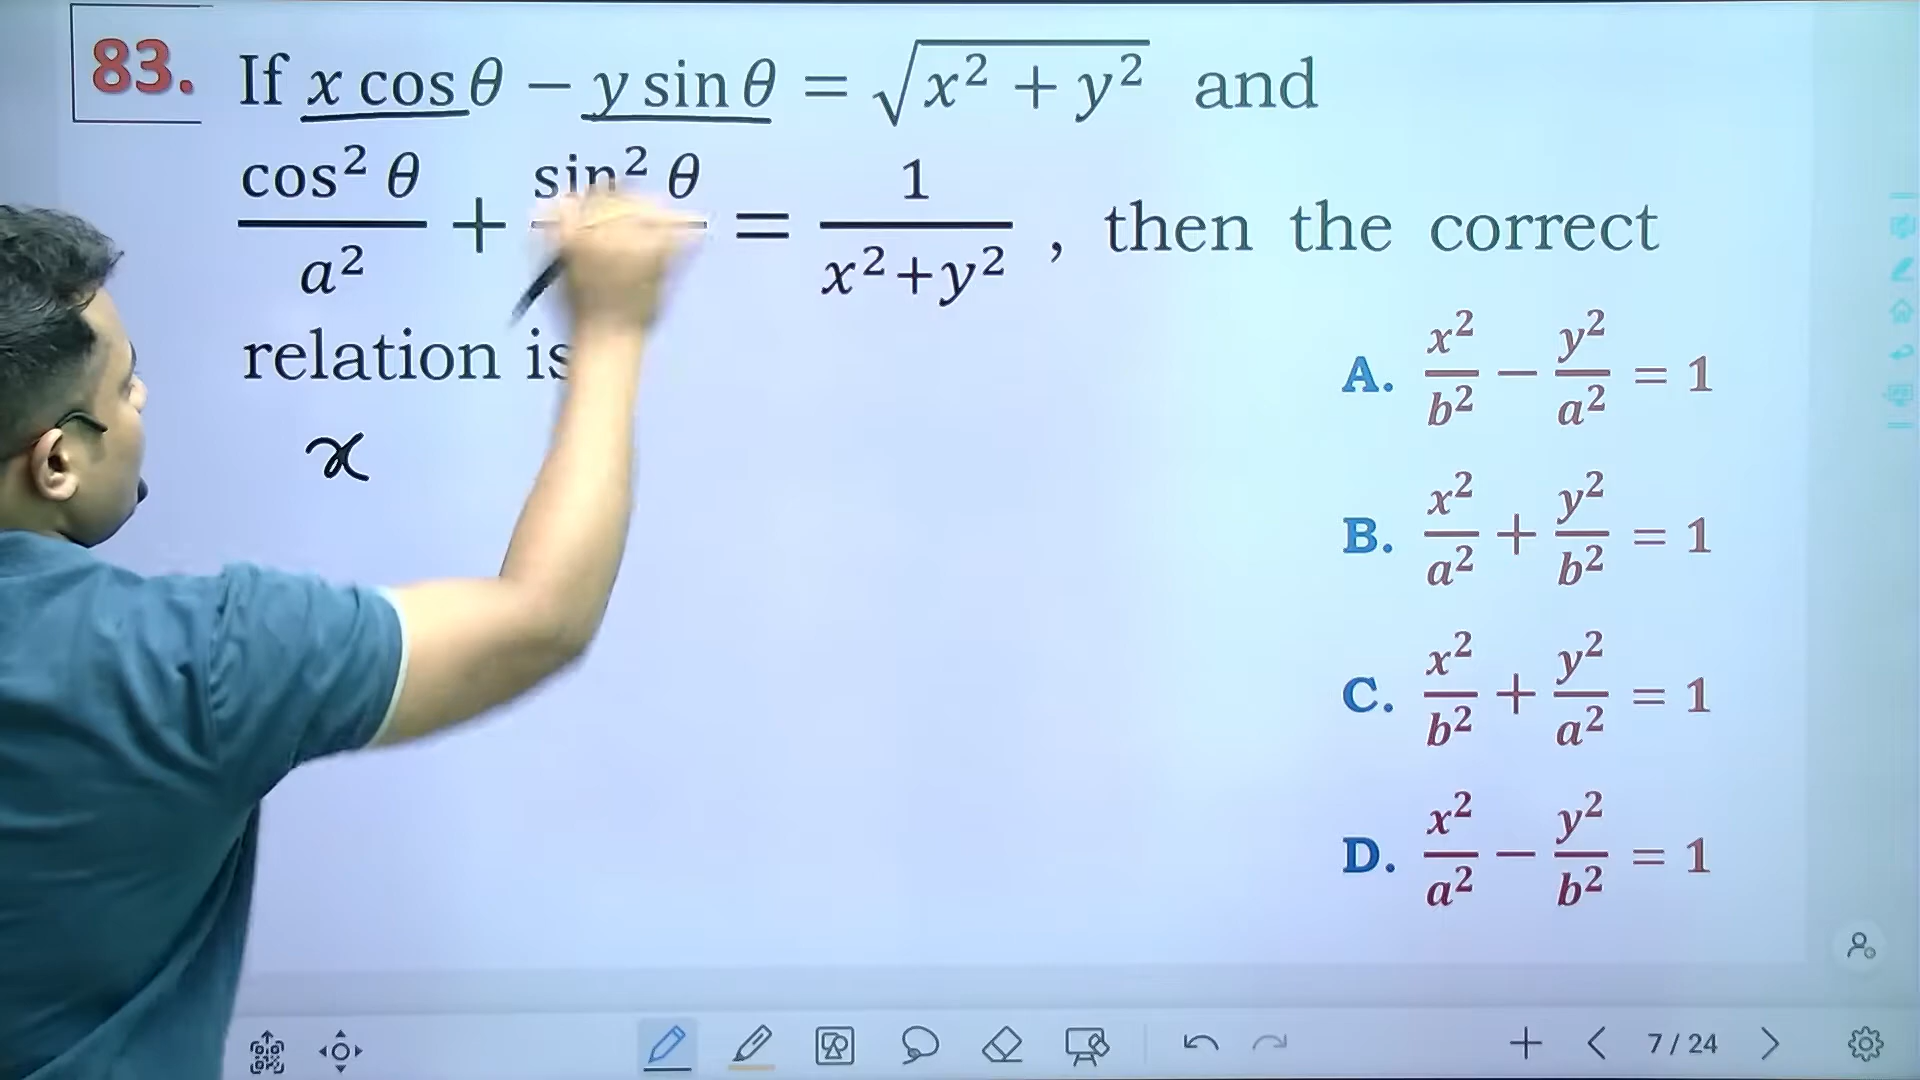 83. If x cos θ − y sin θ = √(x² + y²) and
cos² θ / a² + sin² θ = 1 / (x²+y²) , then the correct
relation is
x
A. x²/b² − y²/a² = 1
B. x²/a² + y²/b² = 1
C. x²/b² + y²/a² = 1
D. x²/a² − y²/b² = 1
7 / 24